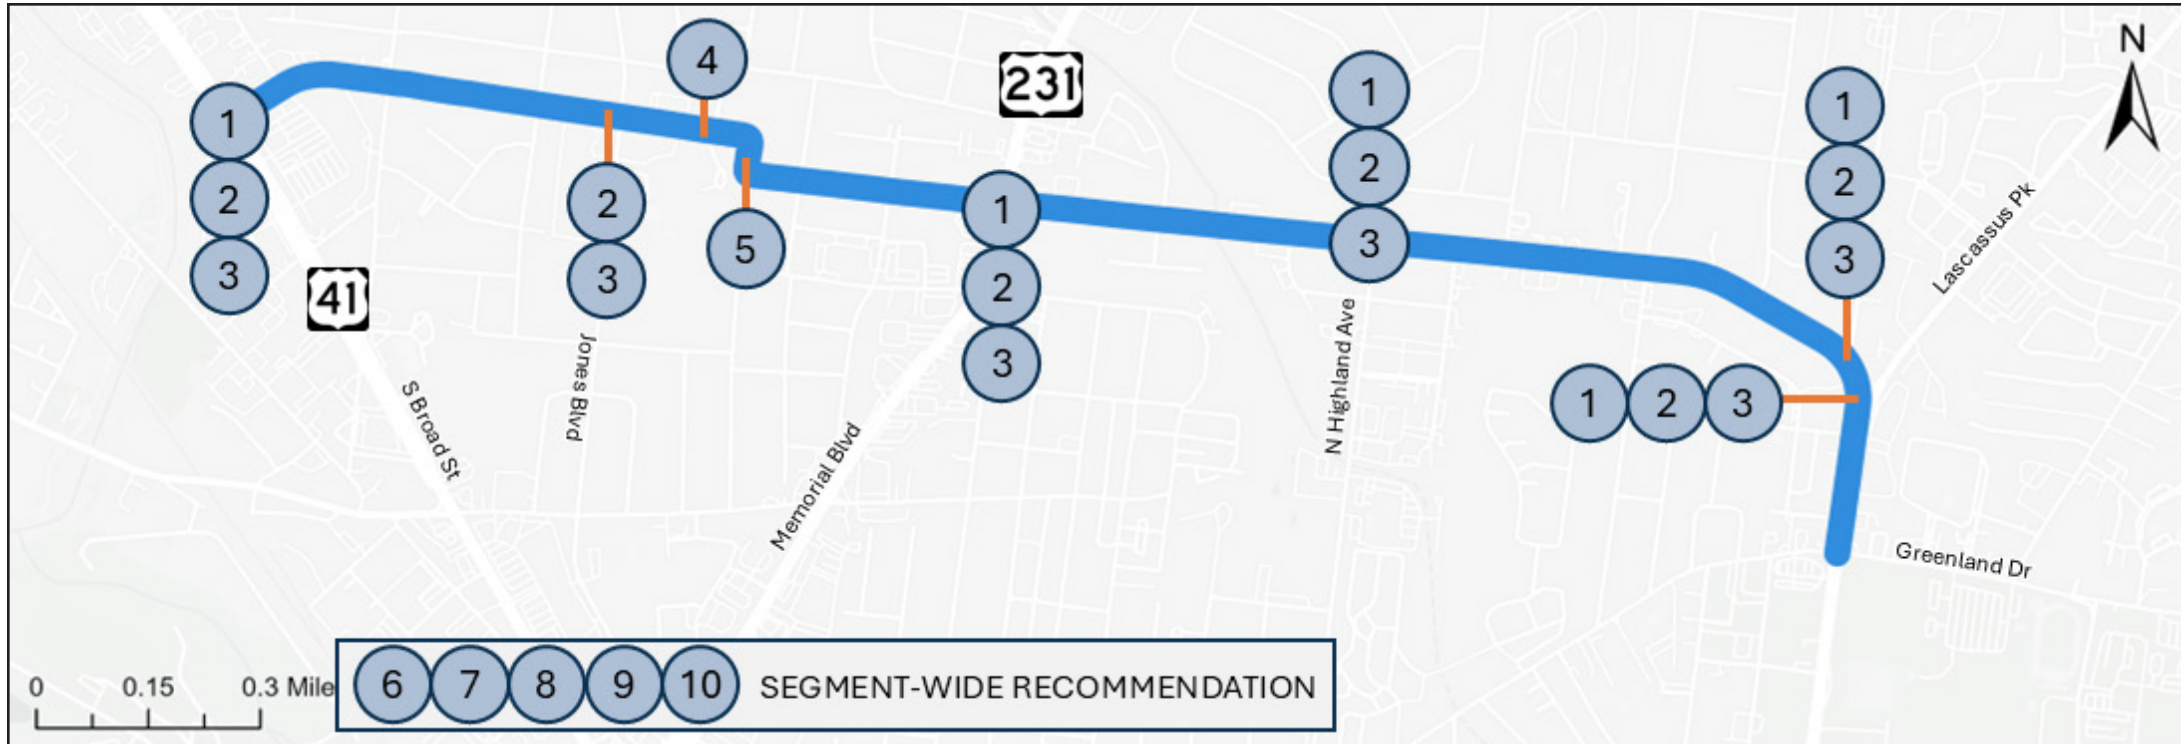 4
N
231
1
2
3
1
2
3
1
2
3
2
3
5
1
2
3
41
Lascassus Pk
Jones Blvd
S Broad St
N Highland Ave
Memorial Blvd
1 2 3
Greenland Dr
0 0.15 0.3 Mile
6 7 8 9 10 SEGMENT-WIDE RECOMMENDATION